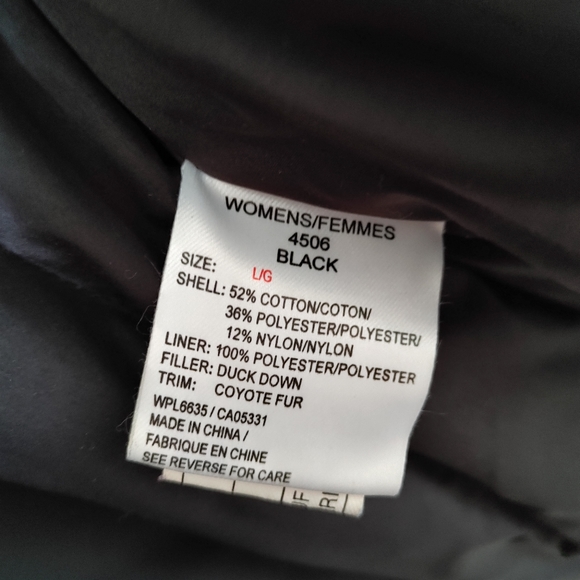 WOMENS/FEMMES
4506
BLACK
SIZE: L/G
SHELL: 52% COTTON/COTON/
36% POLYESTER/POLYESTER/
12% NYLON/NYLON
LINER: 100% POLYESTER/POLYESTER
FILLER: DUCK DOWN
TRIM: COYOTE FUR
WPL6635 / CA05331
MADE IN CHINA /
FABRIQUE EN CHINE
SEE REVERSE FOR CARE